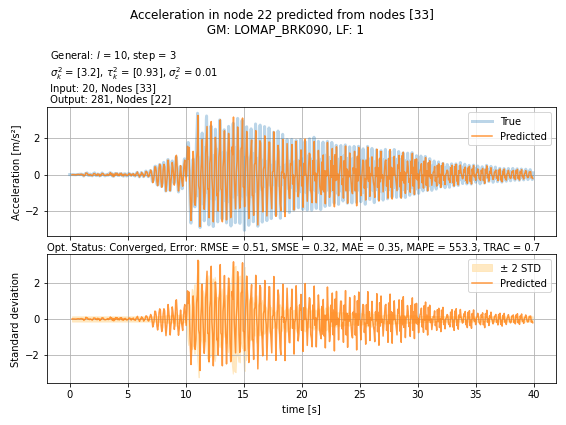 Acceleration in node 22 predicted from nodes [33]
GM: LOMAP_BRK090, LF: 1
General: l = 10, step = 3
σ²ₖ = [3.2], τ²ₖ = [0.93], σ²_ε = 0.01
Input: 20, Nodes [33]
Output: 281, Nodes [22]
Acceleration [m/s²]
2
0
−2
True
Predicted
Opt. Status: Converged, Error: RMSE = 0.51, SMSE = 0.32, MAE = 0.35, MAPE = 553.3, TRAC = 0.7
Standard deviation
2
0
−2
± 2 STD
Predicted
0 5 10 15 20 25 30 35 40
time [s]